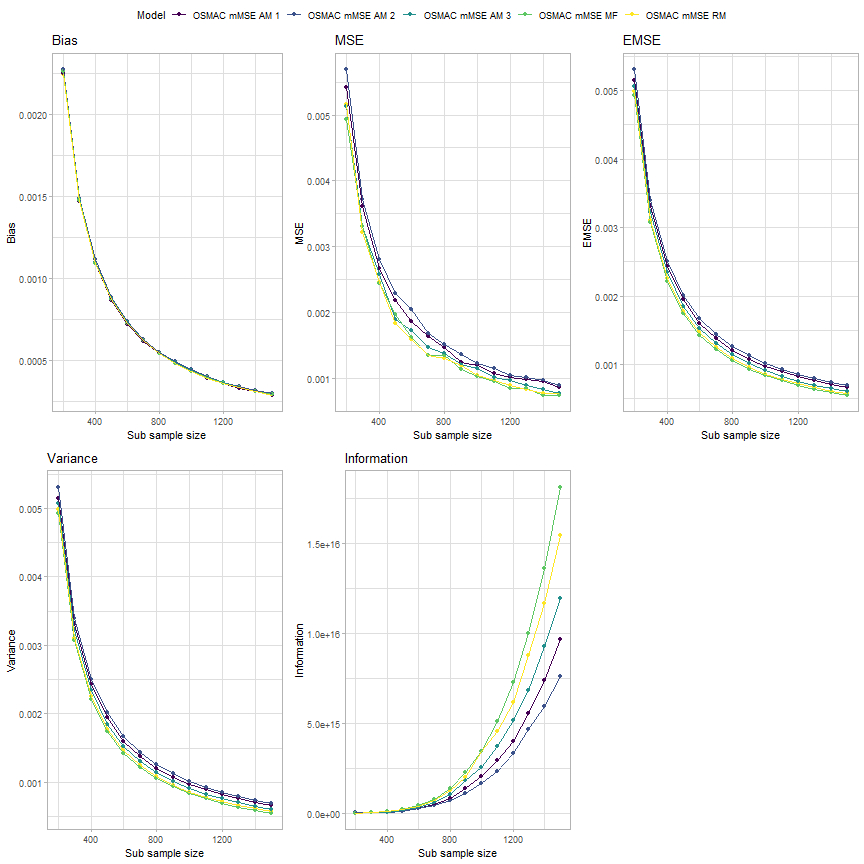 Model OSMAC mMSE AM 1 OSMAC mMSE AM 2 OSMAC mMSE AM 3 OSMAC mMSE MF OSMAC mMSE RM
Bias
0.0020
0.0015
0.0010
0.0005
Bias
400 800 1200
Sub sample size
MSE
0.005
0.004
0.003
0.002
0.001
MSE
400 800 1200
Sub sample size
EMSE
0.005
0.004
0.003
0.002
0.001
EMSE
400 800 1200
Sub sample size
Variance
0.005
0.004
0.003
0.002
0.001
Variance
400 800 1200
Sub sample size
Information
1.5e+16
1.0e+16
5.0e+15
0.0e+00
Information
400 800 1200
Sub sample size